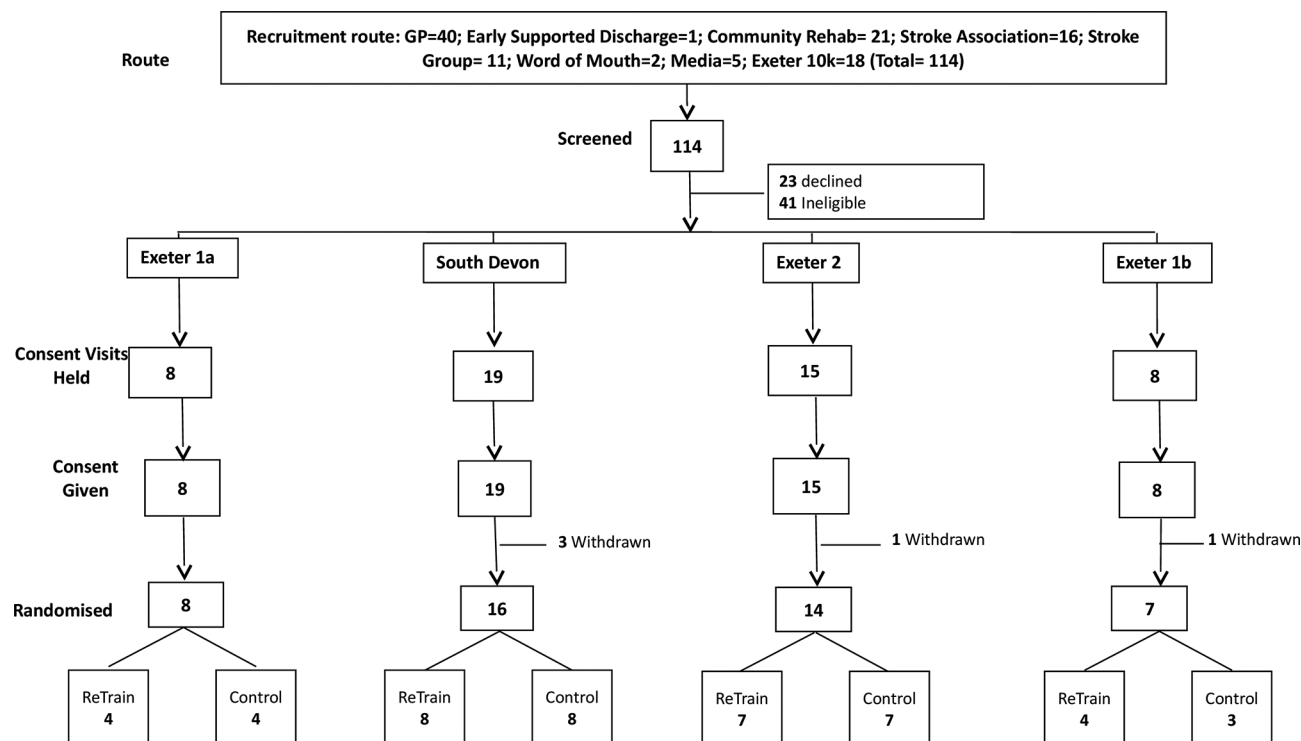 Recruitment route: GP=40; Early Supported Discharge=1; Community Rehab= 21; Stroke Association=16; Stroke
Group= 11; Word of Mouth=2; Media=5; Exeter 10k=18 (Total= 114)
Route
Screened
114
23 declined
41 Ineligible
Exeter 1a
South Devon
Exeter 2
Exeter 1b
Consent Visits
Held
8
19
15
8
Consent
Given
8
19
15
8
3 Withdrawn
1 Withdrawn
1 Withdrawn
Randomised
8
16
14
7
ReTrain
4
Control
4
ReTrain
8
Control
8
ReTrain
7
Control
7
ReTrain
4
Control
3